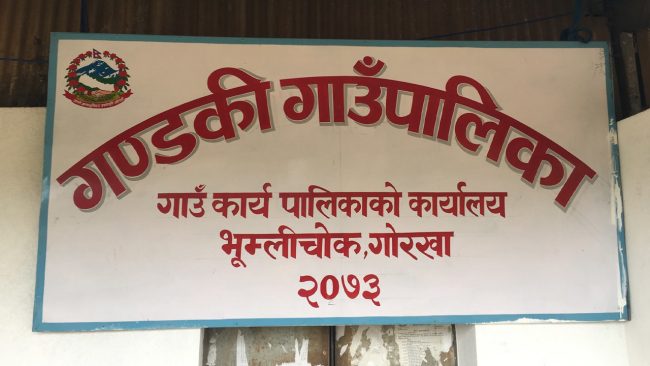 गण्डकी गाउँपालिका
गाउँ कार्य पालिकाको कार्यालय
भूम्लीचोक,गोरखा
२०७३